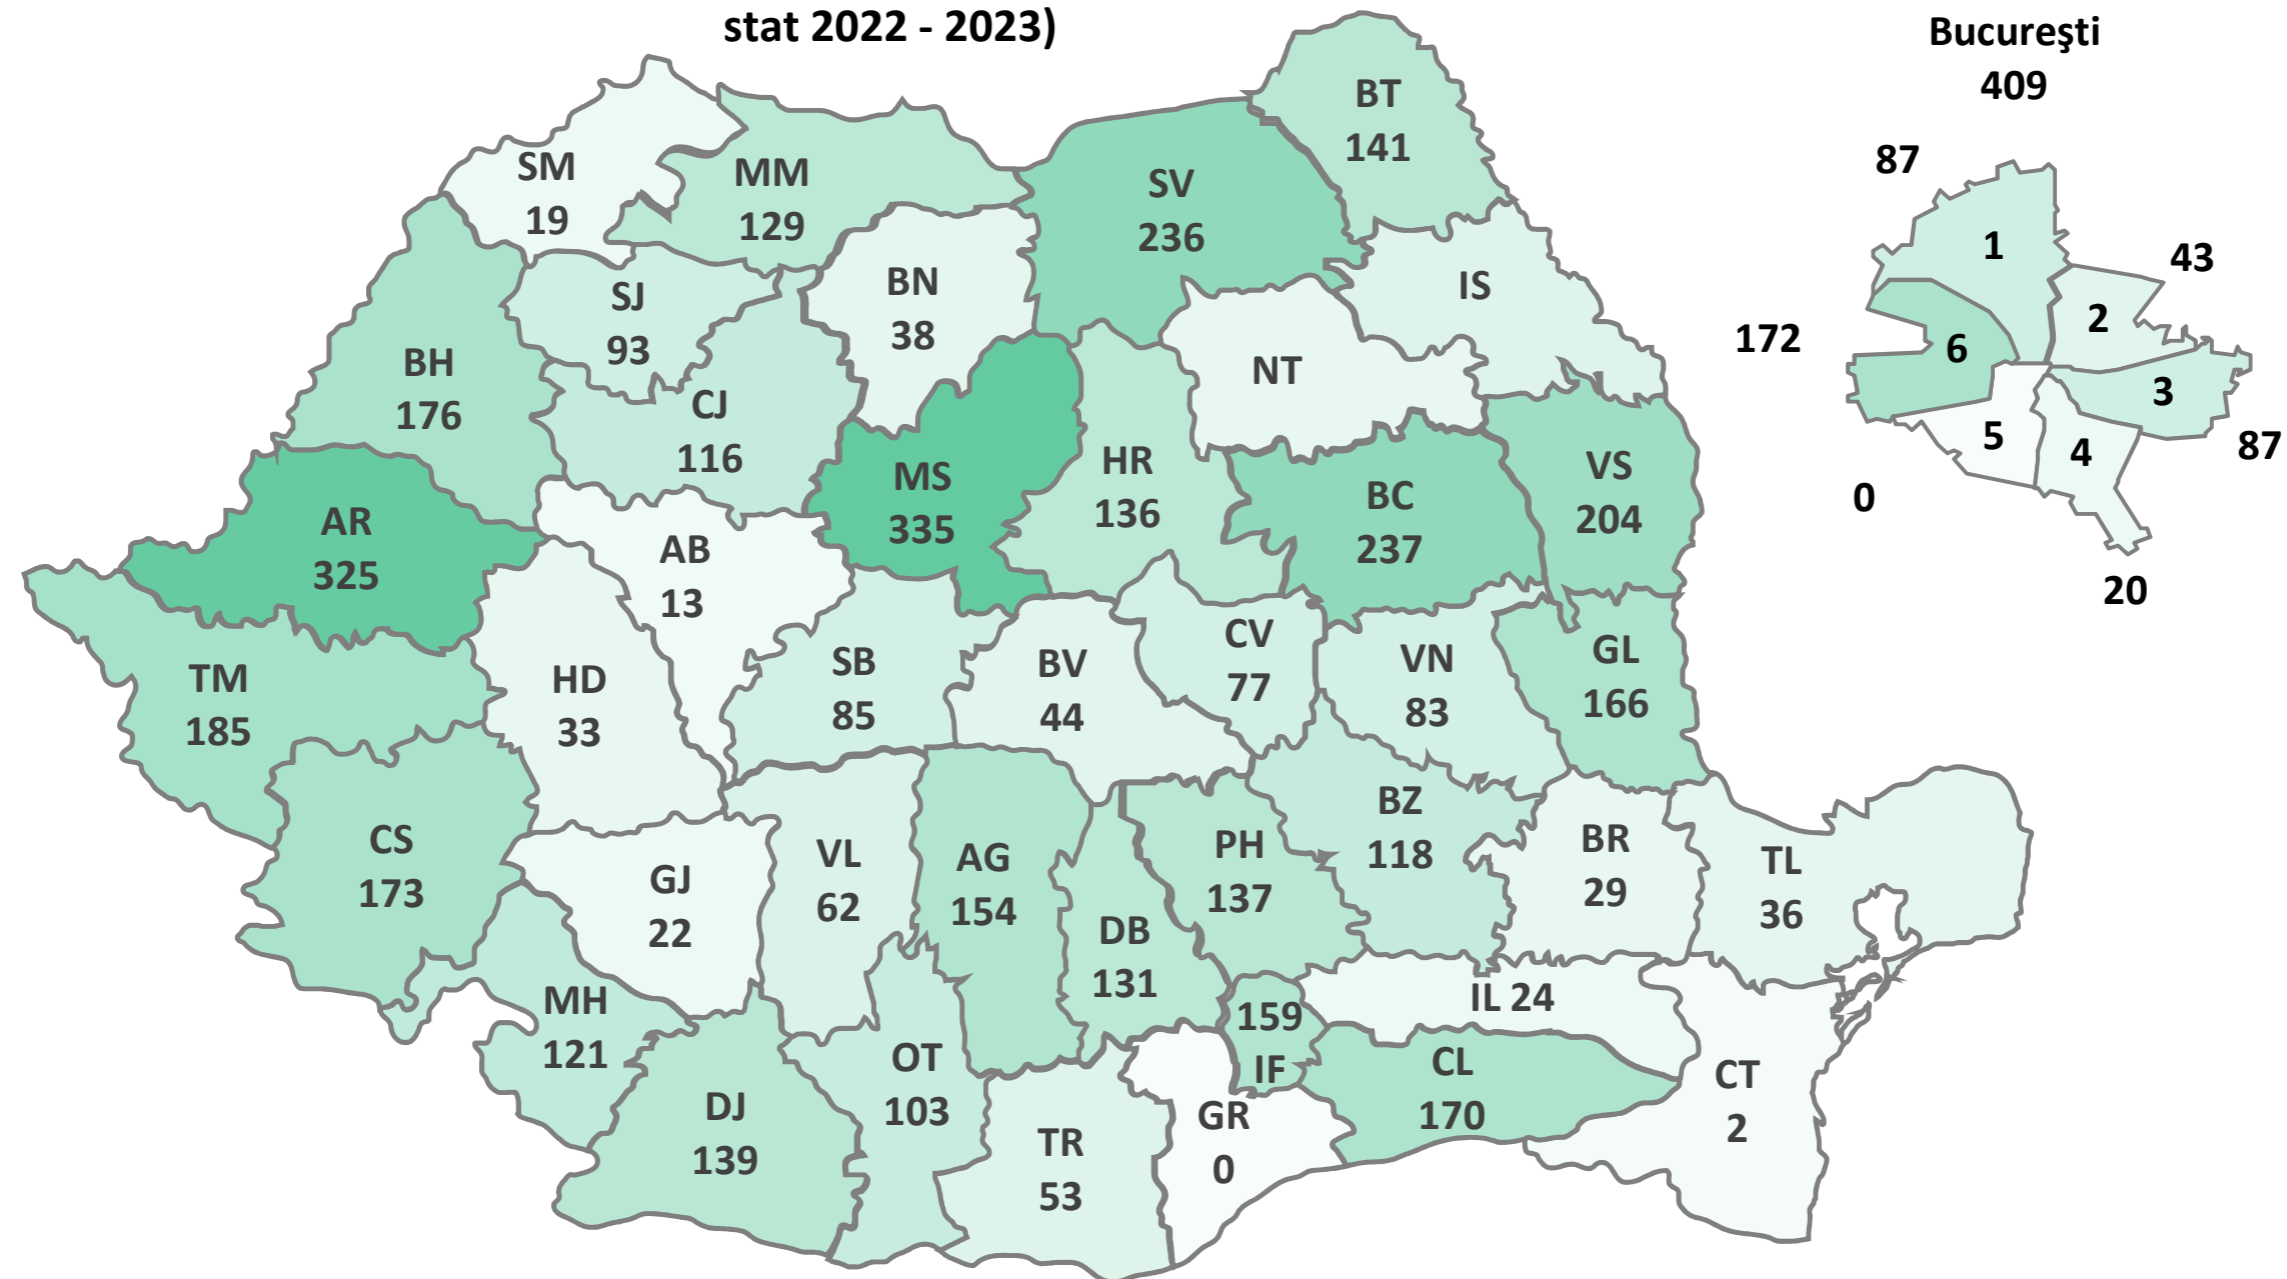 stat 2022 - 2023)
Bucureşti
409
87
1
43
2
172
6
3
87
5
4
0
20
BT
141
SM
19
MM
129
SV
236
BN
38
IS
SJ
93
BH
176
NT
CJ
116
MS
335
HR
136
BC
237
VS
204
AR
325
AB
13
CV
77
VN
83
GL
166
TM
185
HD
33
SB
85
BV
44
BZ
118
CS
173
GJ
22
VL
62
AG
154
PH
137
BR
29
TL
36
DB
131
MH
121
IL 24
159
IF
OT
103
CL
170
CT
2
DJ
139
TR
53
GR
0